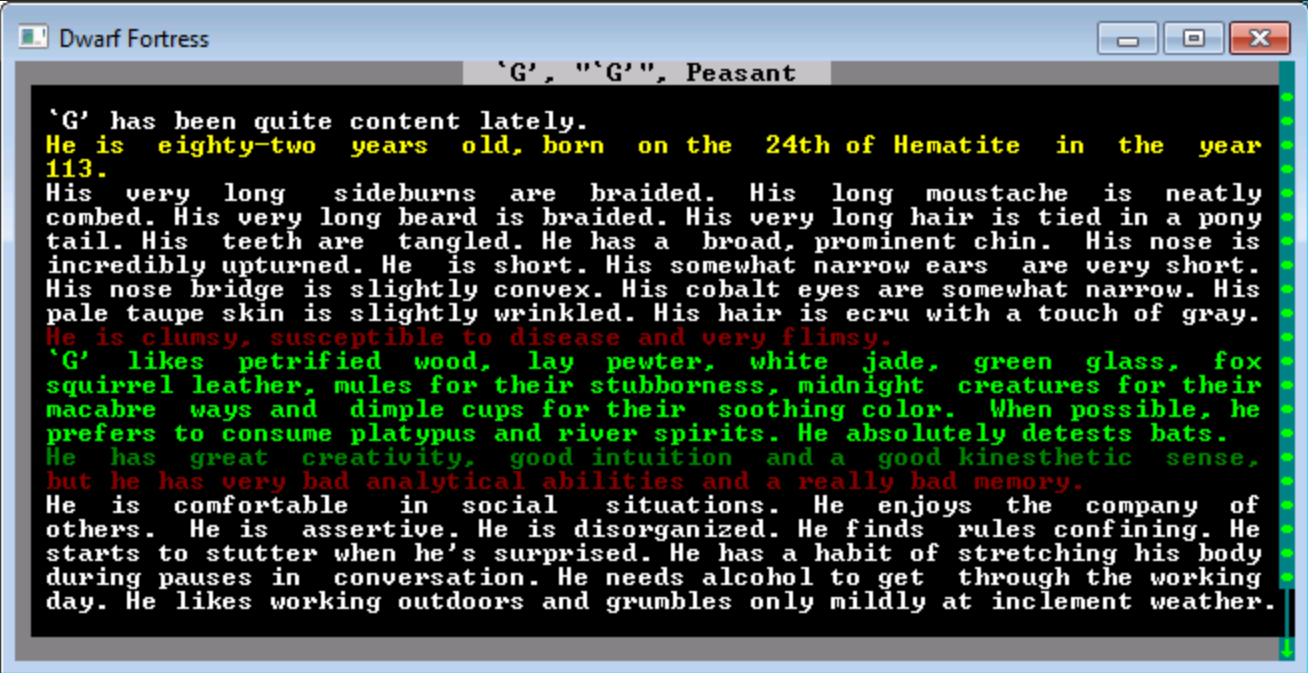 Dwarf Fortress
`G', "`G'", Peasant
`G' has been quite content lately.
He is eighty-two years old, born on the 24th of Hematite in the year
113.
His very long sideburns are braided. His long moustache is neatly
combed. His very long beard is braided. His very long hair is tied in a pony
tail. His teeth are tangled. He has a broad, prominent chin. His nose is
incredibly upturned. He is short. His somewhat narrow ears are very short.
His nose bridge is slightly convex. His cobalt eyes are somewhat narrow. His
pale taupe skin is slightly wrinkled. His hair is ecru with a touch of gray.
He is clumsy, susceptible to disease and very flimsy.
`G' likes petrified wood, lay pewter, white jade, green glass, fox
squirrel leather, mules for their stubborness, midnight creatures for their
macabre ways and dimple cups for their soothing color. When possible, he
prefers to consume platypus and river spirits. He absolutely detests bats.
He has great creativity, good intuition and a good kinesthetic sense,
but he has very bad analytical abilities and a really bad memory.
He is comfortable in social situations. He enjoys the company of
others. He is assertive. He is disorganized. He finds rules confining. He
starts to stutter when he's surprised. He has a habit of stretching his body
during pauses in conversation. He needs alcohol to get through the working
day. He likes working outdoors and grumbles only mildly at inclement weather.